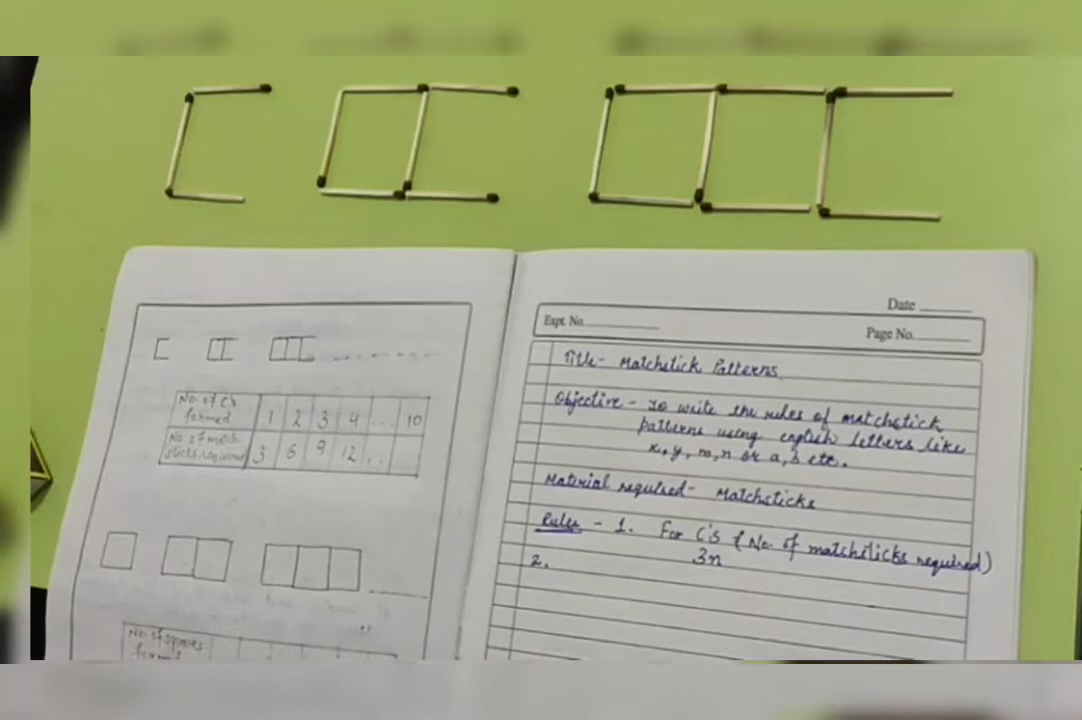 No. of C's
formed
1 2 3 4 ... 10
No of match
sticks required
3 6 9 12 ..
No. of squares
formed
Date
Expt. No.
Page No.
Title- Matchstick Patterns
Objective - To write the rules of matchstick
patterns using english letters like
x, y, m, n or a, b etc.
Material required- Matchsticks
Rules - 1. For C's { No. of matchsticks required)
3n
2.